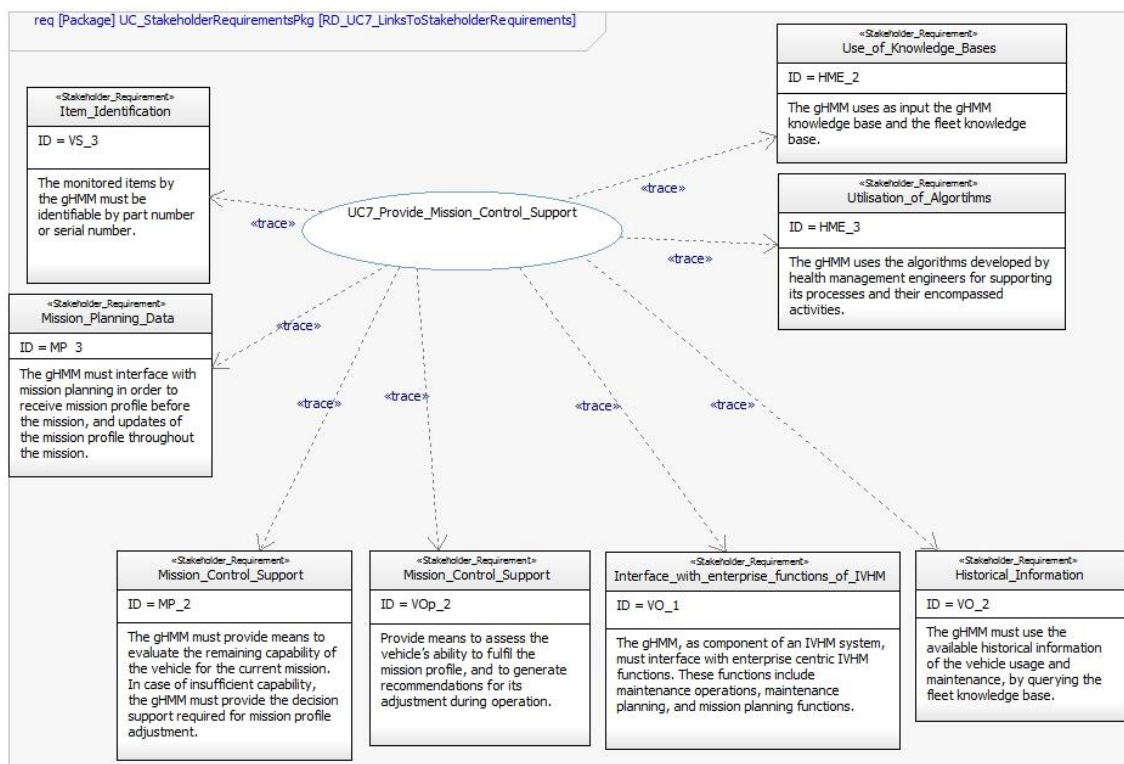 req [Package] UC_StakeholderRequirementsPkg [RD_UC7_LinksToStakeholderRequirements]
«Stakeholder_Requirement»
Use_of_Knowledge_Bases
ID = HME_2
The gHMM uses as input the gHMM
knowledge base and the fleet knowledge
base.
«Stakeholder_Requirement»
Item_Identification
ID = VS_3
The monitored items by
the gHMM must be
identifiable by part number
or serial number.
«trace»
UC7_Provide_Mission_Control_Support
«trace»
«Stakeholder_Requirement»
Utilisation_of_Algortihms
ID = HME_3
The gHMM uses the algorithms developed by
health management engineers for supporting
its processes and their encompassed
activities.
«trace»
«Stakeholder_Requirement»
Mission_Planning_Data
ID = MP_3
The gHMM must interface with
mission planning in order to
receive mission profile before
the mission, and updates of
the mission profile throughout
the mission.
«trace»
«trace»
«trace»
«trace»
«trace»
«Stakeholder_Requirement»
Mission_Control_Support
ID = MP_2
The gHMM must provide means to
evaluate the remaining capability of
the vehicle for the current mission.
In case of insufficient capability,
the gHMM must provide the decision
support required for mission profile
adjustment.
«Stakeholder_Requirement»
Mission_Control_Support
ID = VOp_2
Provide means to assess the
vehicle's ability to fulfil the
mission profile, and to generate
recommendations for its
adjustment during operation.
«Stakeholder_Requirement»
Interface_with_enterprise_functions_of_IVHM
ID = VO_1
The gHMM, as component of an IVHM system,
must interface with enterprise centric IVHM
functions. These functions include
maintenance operations, maintenance
planning, and mission planning functions.
«Stakeholder_Requirement»
Historical_Information
ID = VO_2
The gHMM must use the
available historical information
of the vehicle usage and
maintenance, by querying the
fleet knowledge base.